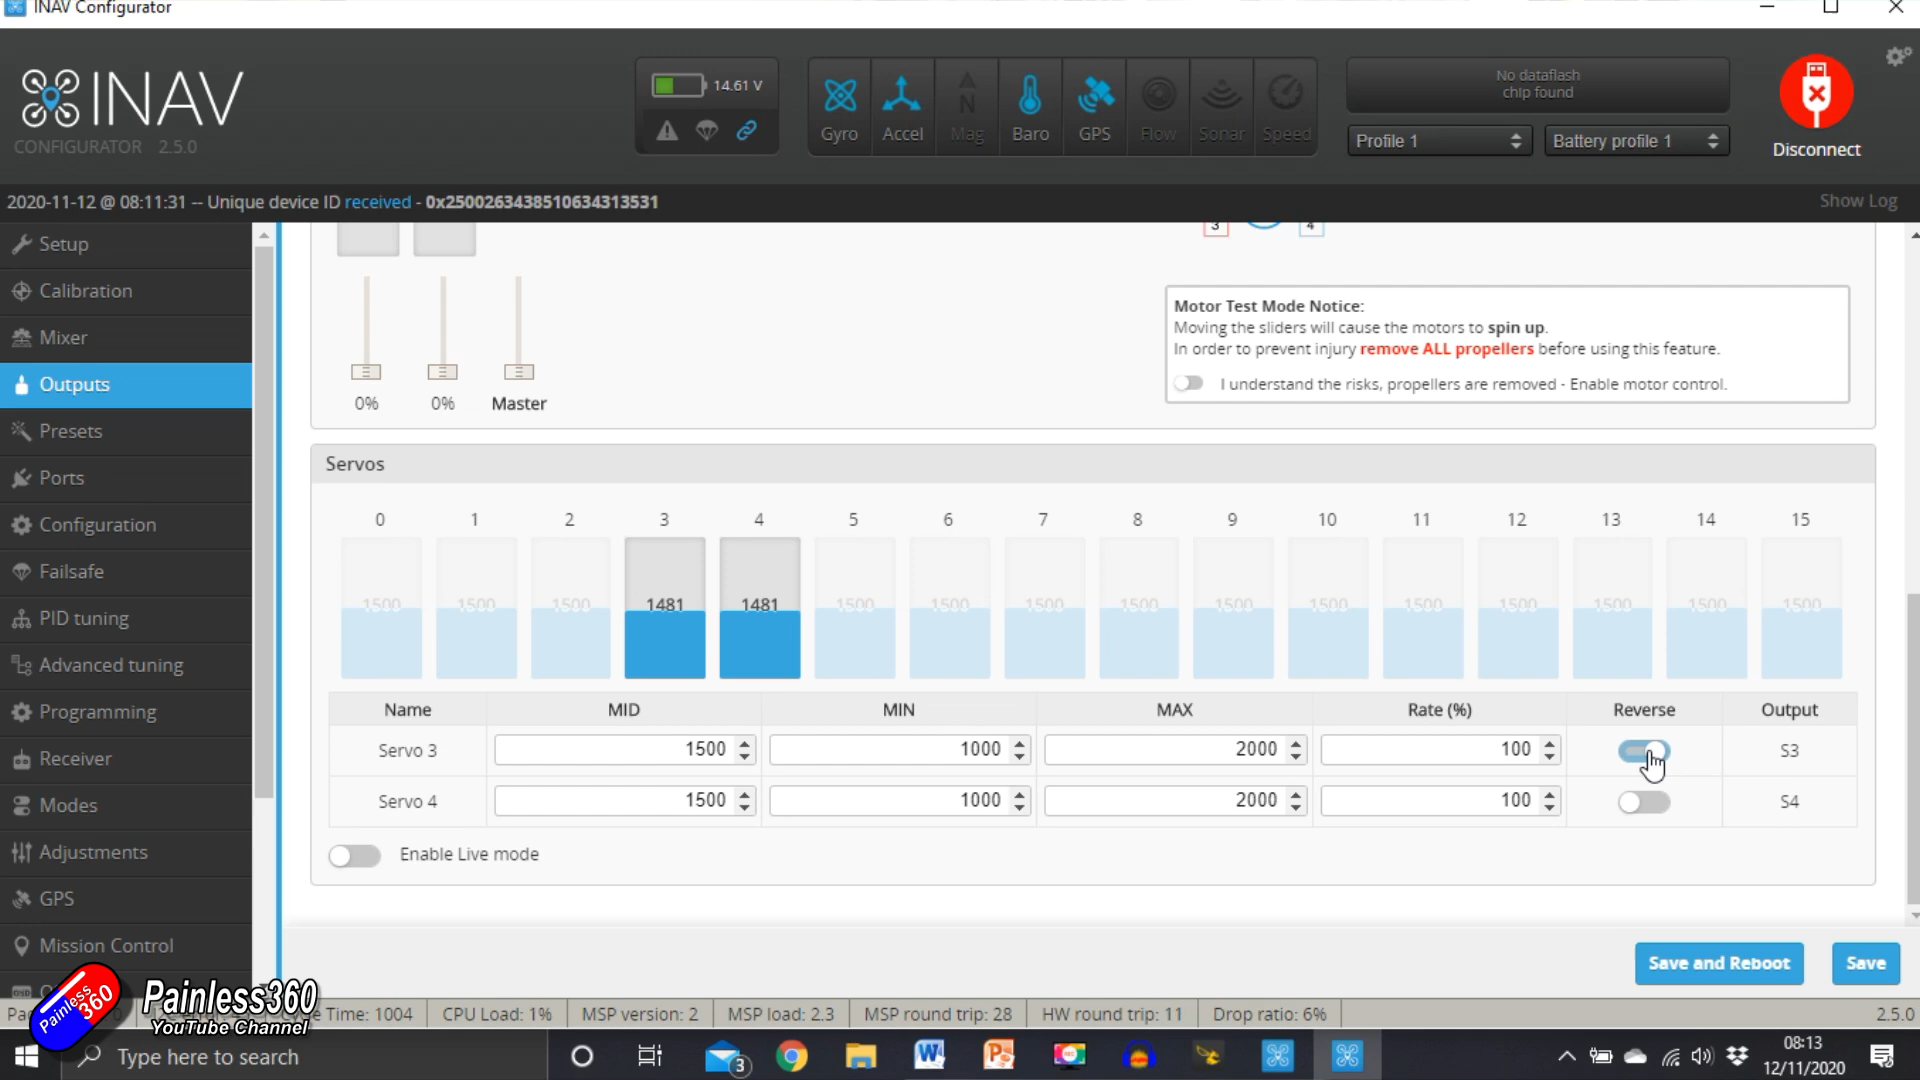 INAV Configurator
INAV
CONFIGURATOR 2.5.0
14.61 V
Gyro
Accel
Mag
Baro
GPS
Flow
Sonar
Speed
No dataflash
chip found
Profile 1
Battery profile 1
Disconnect
2020-11-12 @ 08:11:31 -- Unique device ID received - 0x2500263438510634313531
Show Log
Setup
Calibration
Mixer
Outputs
Presets
Ports
Configuration
Failsafe
PID tuning
Advanced tuning
Programming
Receiver
Modes
Adjustments
GPS
Mission Control
3
4
0%
0%
Master
Motor Test Mode Notice:
Moving the sliders will cause the motors to spin up.
In order to prevent injury remove ALL propellers before using this feature.
I understand the risks, propellers are removed - Enable motor control.
Servos
0 1 2 3 4 5 6 7 8 9 10 11 12 13 14 15
1500 1500 1500 1481 1481 1500 1500 1500 1500 1500 1500 1500 1500 1500 1500 1500
Name MID MIN MAX Rate (%) Reverse Output
Servo 3 1500 1000 2000 100 S3
Servo 4 1500 1000 2000 100 S4
Enable Live mode
Save and Reboot
Save
Painless360
Painless360
YouTube Channel
Time: 1004
CPU Load: 1%
MSP version: 2
MSP load: 2.3
MSP round trip: 28
HW round trip: 11
Drop ratio: 6%
2.5.0
Type here to search
3
08:13
12/11/2020